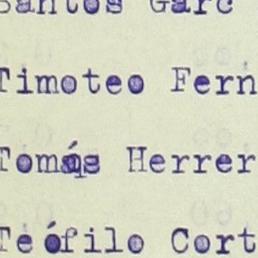 Santos Garc
Timoteo Fern
Tomás Herrer
Teófilo Cort